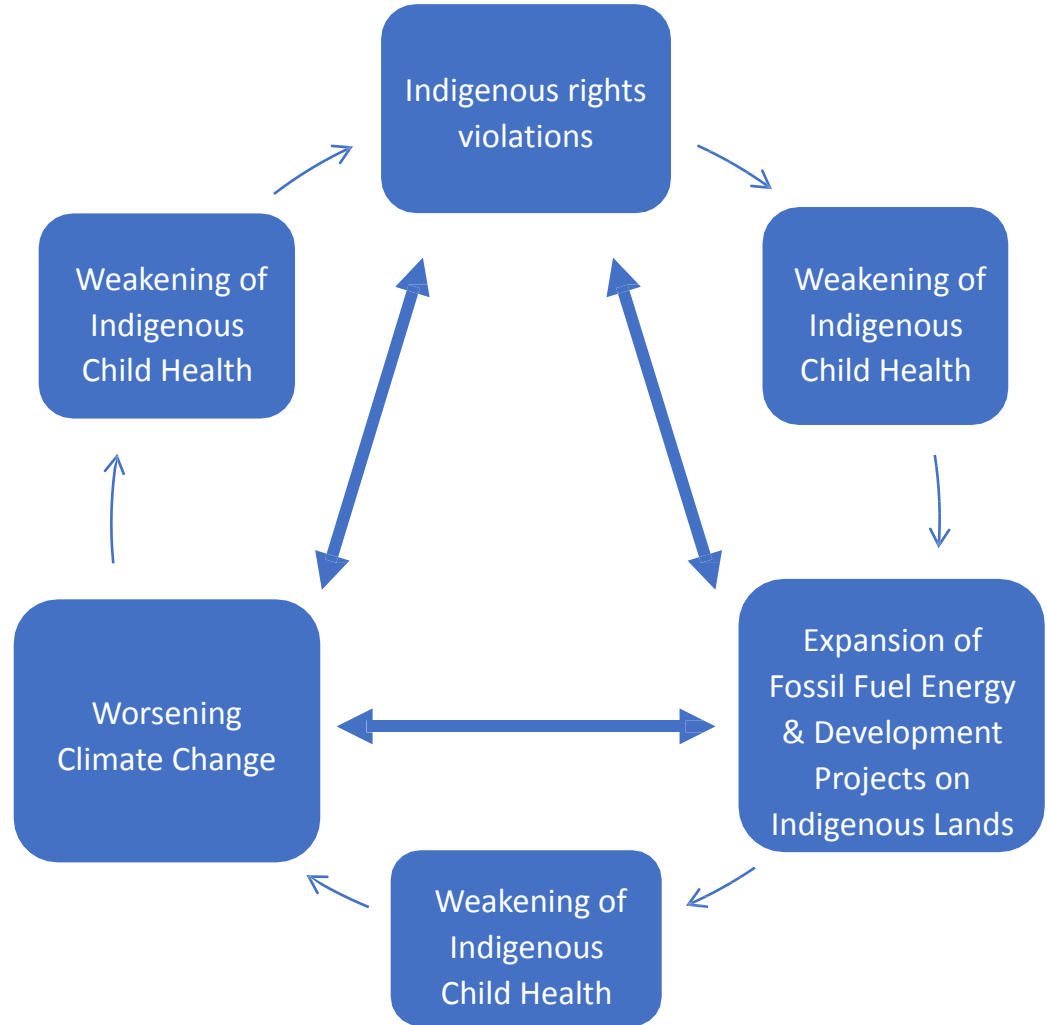 Indigenous rights
violations
Weakening of
Indigenous
Child Health
Weakening of
Indigenous
Child Health
Expansion of
Fossil Fuel Energy
& Development
Projects on
Indigenous Lands
Worsening
Climate Change
Weakening of
Indigenous
Child Health